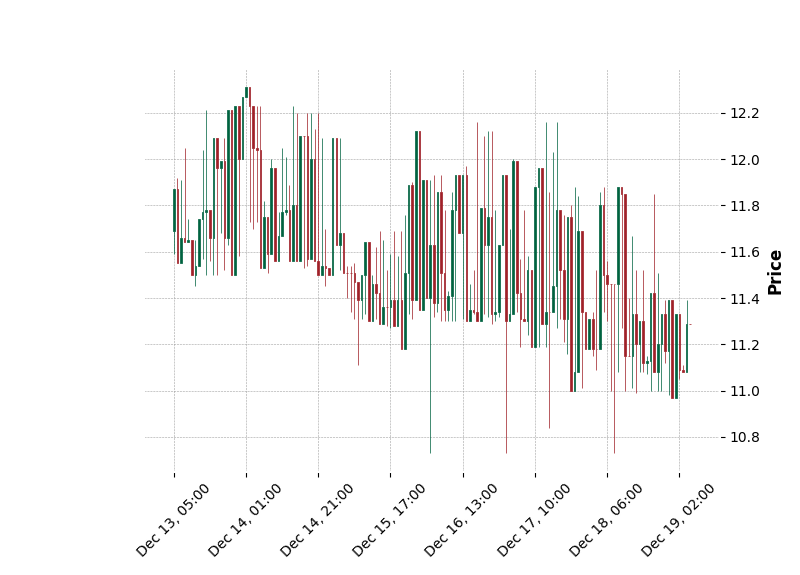 12.2
12.0
11.8
11.6
11.4
11.2
11.0
10.8
Price
Dec 13, 05:00
Dec 14, 01:00
Dec 14, 21:00
Dec 15, 17:00
Dec 16, 13:00
Dec 17, 10:00
Dec 18, 06:00
Dec 19, 02:00